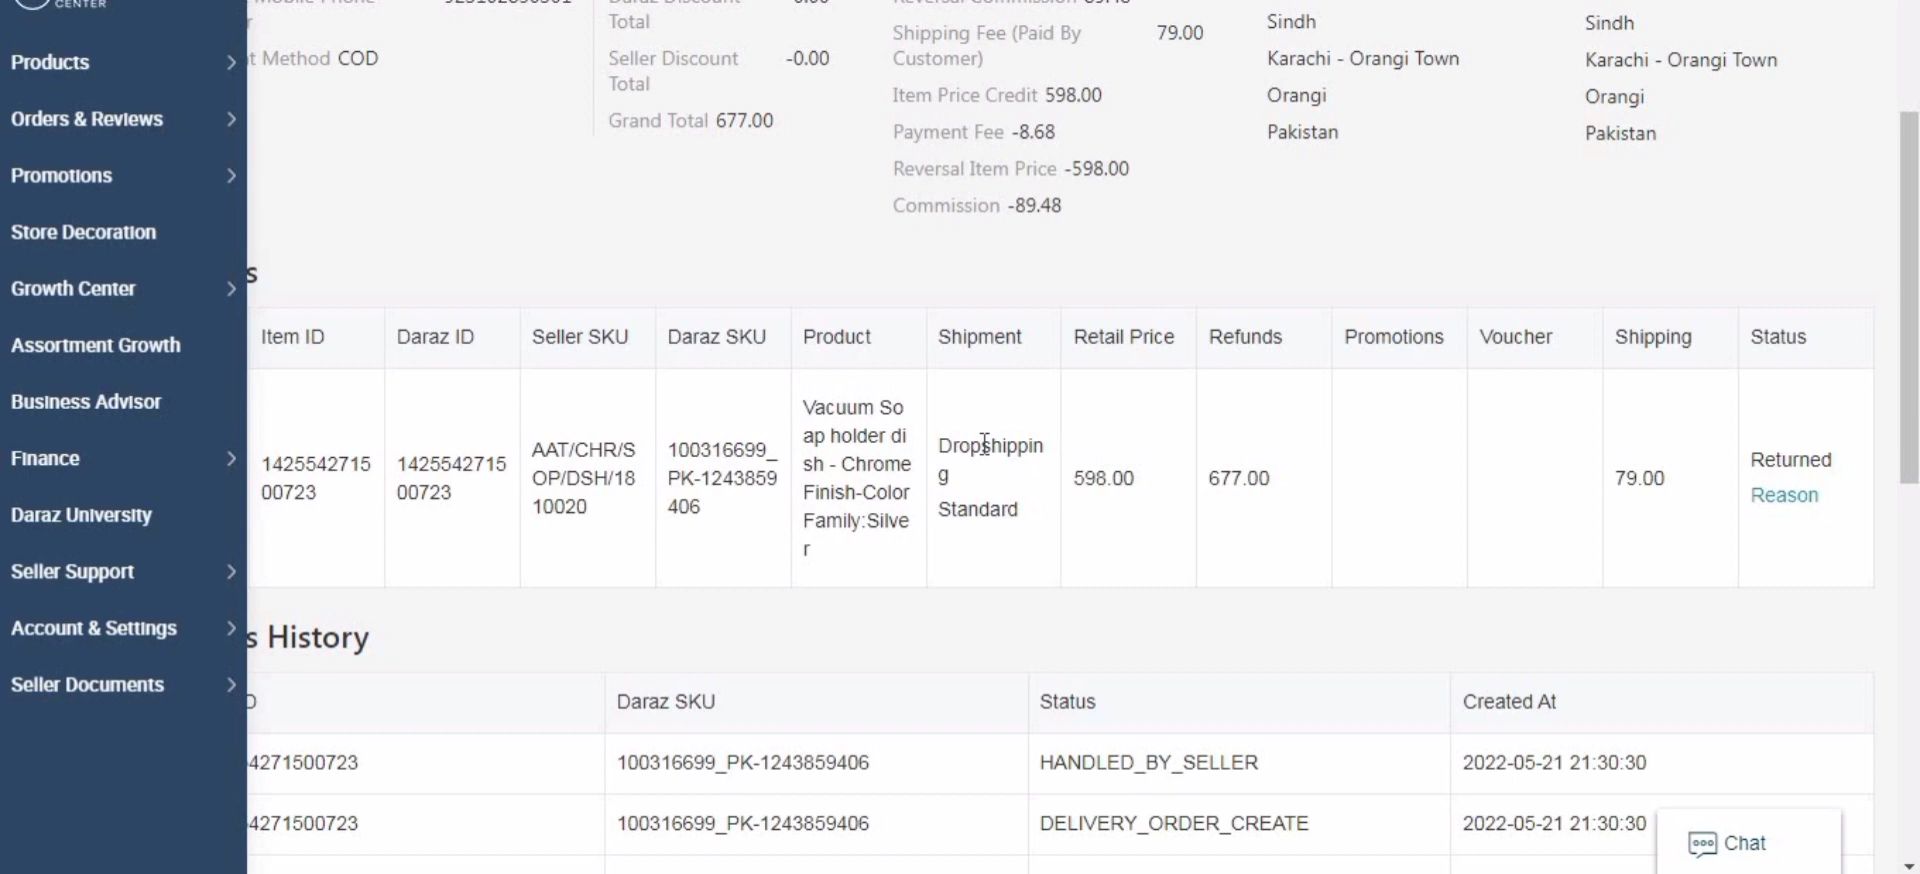 CENTER
Products
Orders & Reviews
Promotions
Store Decoration
Growth Center
Assortment Growth
Business Advisor
Finance
Daraz University
Seller Support
Account & Settings
Seller Documents
t Method COD
Total
Seller Discount -0.00
Total
Grand Total 677.00
Shipping Fee (Paid By 79.00
Customer)
Item Price Credit 598.00
Payment Fee -8.68
Reversal Item Price -598.00
Commission -89.48
Sindh
Karachi - Orangi Town
Orangi
Pakistan
Sindh
Karachi - Orangi Town
Orangi
Pakistan
s
Item ID Daraz ID Seller SKU Daraz SKU Product Shipment Retail Price Refunds Promotions Voucher Shipping Status
1425542715
00723
1425542715
00723
AAT/CHR/S
OP/DSH/18
10020
100316699_
PK-1243859
406
Vacuum So
ap holder di
sh - Chrome
Finish-Color
Family:Silve
r
Dropshippin
g
Standard
598.00
677.00
79.00
Returned
Reason
s History
D Daraz SKU Status Created At
4271500723 100316699_PK-1243859406 HANDLED_BY_SELLER 2022-05-21 21:30:30
4271500723 100316699_PK-1243859406 DELIVERY_ORDER_CREATE 2022-05-21 21:30:30
Chat